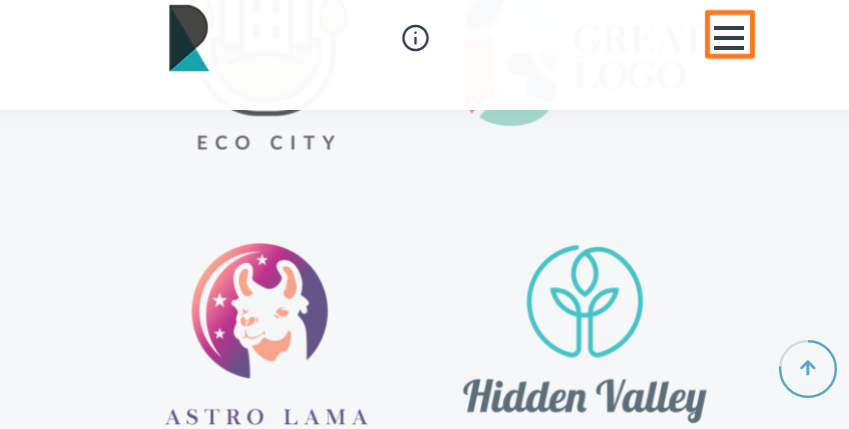 GREAT
LOGO
ECO CITY
ASTRO LAMA
Hidden Valley